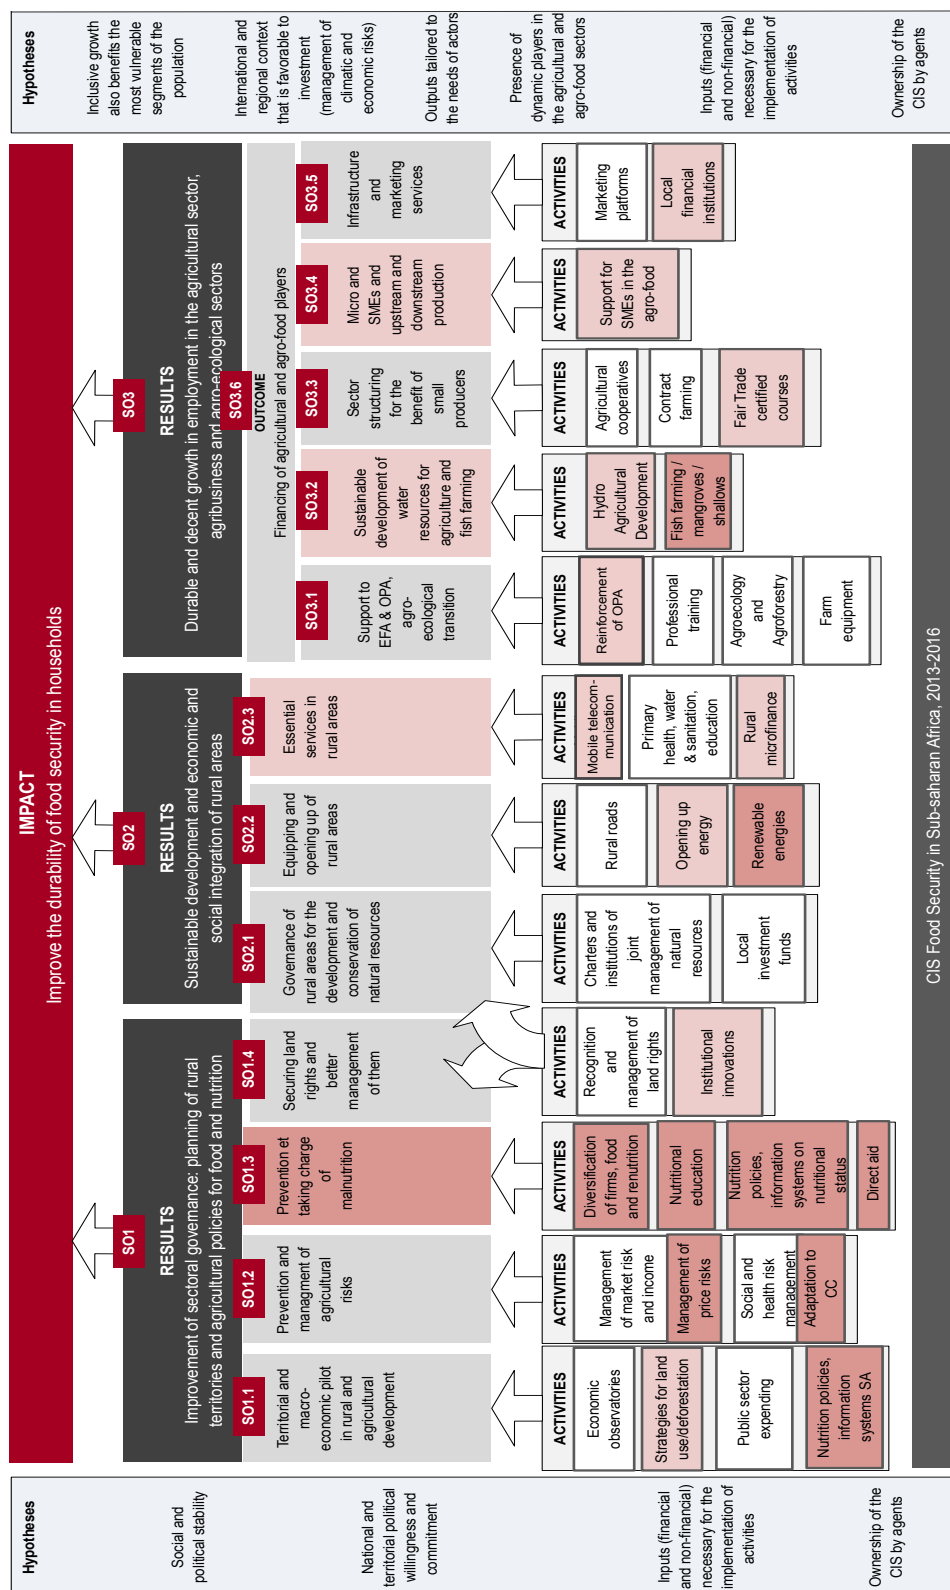 Hypotheses
Social and
political stability
National and
territorial political
willingness and
commitment
Inputs (financial
and non-financial)
necessary for the
implementation of
activities
Ownership of the
CIS by agents
IMPACT
Improve the durability of food security in households
SO1
RESULTS
Improvement of sectoral governance: planning of rural
territories and agricultural policies for food and nutrition
SO1.1
Territorial and
macro-
economic pilot
in rural and
agricultural
development
SO1.2
Prevention and
managment of
agricultural
risks
SO1.3
Prevention et
taking charge
of
malnutrition
SO1.4
Securing land
rights and
better
management
of them
SO2
RESULTS
Sustainable development and economic and
social integration of rural areas
SO2.1
Governance of
rural areas for the
development and
conservation of
natural resources
SO2.2
Equipping and
opening up of
rural areas
SO2.3
Essential
services in
rural areas
SO3
RESULTS
Durable and decent growth in employment in the agricultural sector,
agribusiness and agro-ecological sectors
SO3.6
OUTCOME
Financing of agricultural and agro-food players
SO3.1
Support to
EFA & OPA,
agro-
ecological
transition
SO3.2
Sustainable
development of
water
resources for
agriculture and
fish farming
SO3.3
Sector
structuring
for the
benefit of
small
producers
SO3.4
Micro and
SMEs and
upstream and
downstream
production
SO3.5
Infrastructure
and
marketing
services
ACTIVITIES
Economic
observatories
Strategies for land
use/deforestation
Public sector
expending
Nutrition policies,
information
systems SA
ACTIVITIES
Management
of market risk
and income
Management of
price risks
Social and
health risk
management
Adaptation to
CC
ACTIVITIES
Diversification
of firms, food
and renutrition
Nutritional
education
Nutrition
policies,
information
systems on
nutritional
status
Direct aid
ACTIVITIES
Recognition
and
management of
land rights
Institutional
innovations
ACTIVITIES
Charters and
institutions of
joint
management of
natural
resources
Local
investment
funds
ACTIVITIES
Rural roads
Opening up
energy
Renewable
energies
ACTIVITIES
Mobile telecom-
munication
Primary
health, water
& sanitation,
education
Rural
microfinance
ACTIVITIES
Reinforcement
of OPA
Professional
training
Agroecology
and
Agroforestry
Farm
equipment
ACTIVITIES
Hydro
Agricultural
Development
Fish farming /
mangroves /
shallows
ACTIVITIES
Agricultural
cooperatives
Contract
farming
Fair Trade
certified
courses
ACTIVITIES
Support for
SMEs in the
agro-food
ACTIVITIES
Marketing
platforms
Local
financial
institutions
CIS Food Security in Sub-saharan Africa, 2013-2016
Hypotheses
Inclusive growth
also benefits the
most vulnerable
segments of the
population
International and
regional context
that is favorable to
investment
(management of
climatic and
economic risks)
Outputs tailored to
the needs of actors
Presence of
dynamic players in
the agricultural and
agro-food sectors
Inputs (financial
and non-financial)
necessary for the
implementation of
activities
Ownership of the
CIS by agents